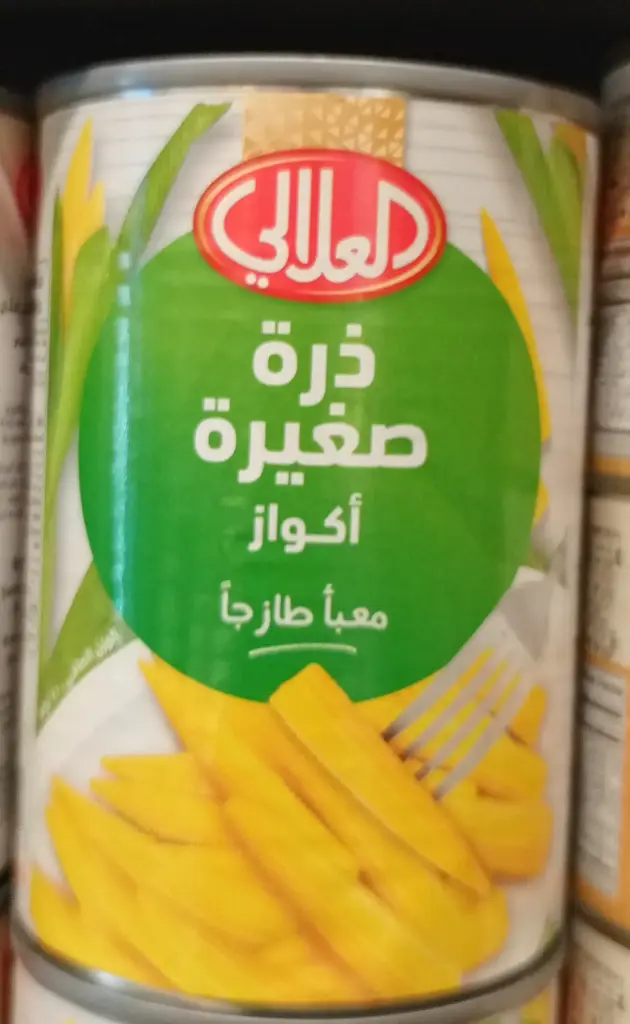 العلالي
ذرة
صغيرة
أكواز
معبأ طازجاً